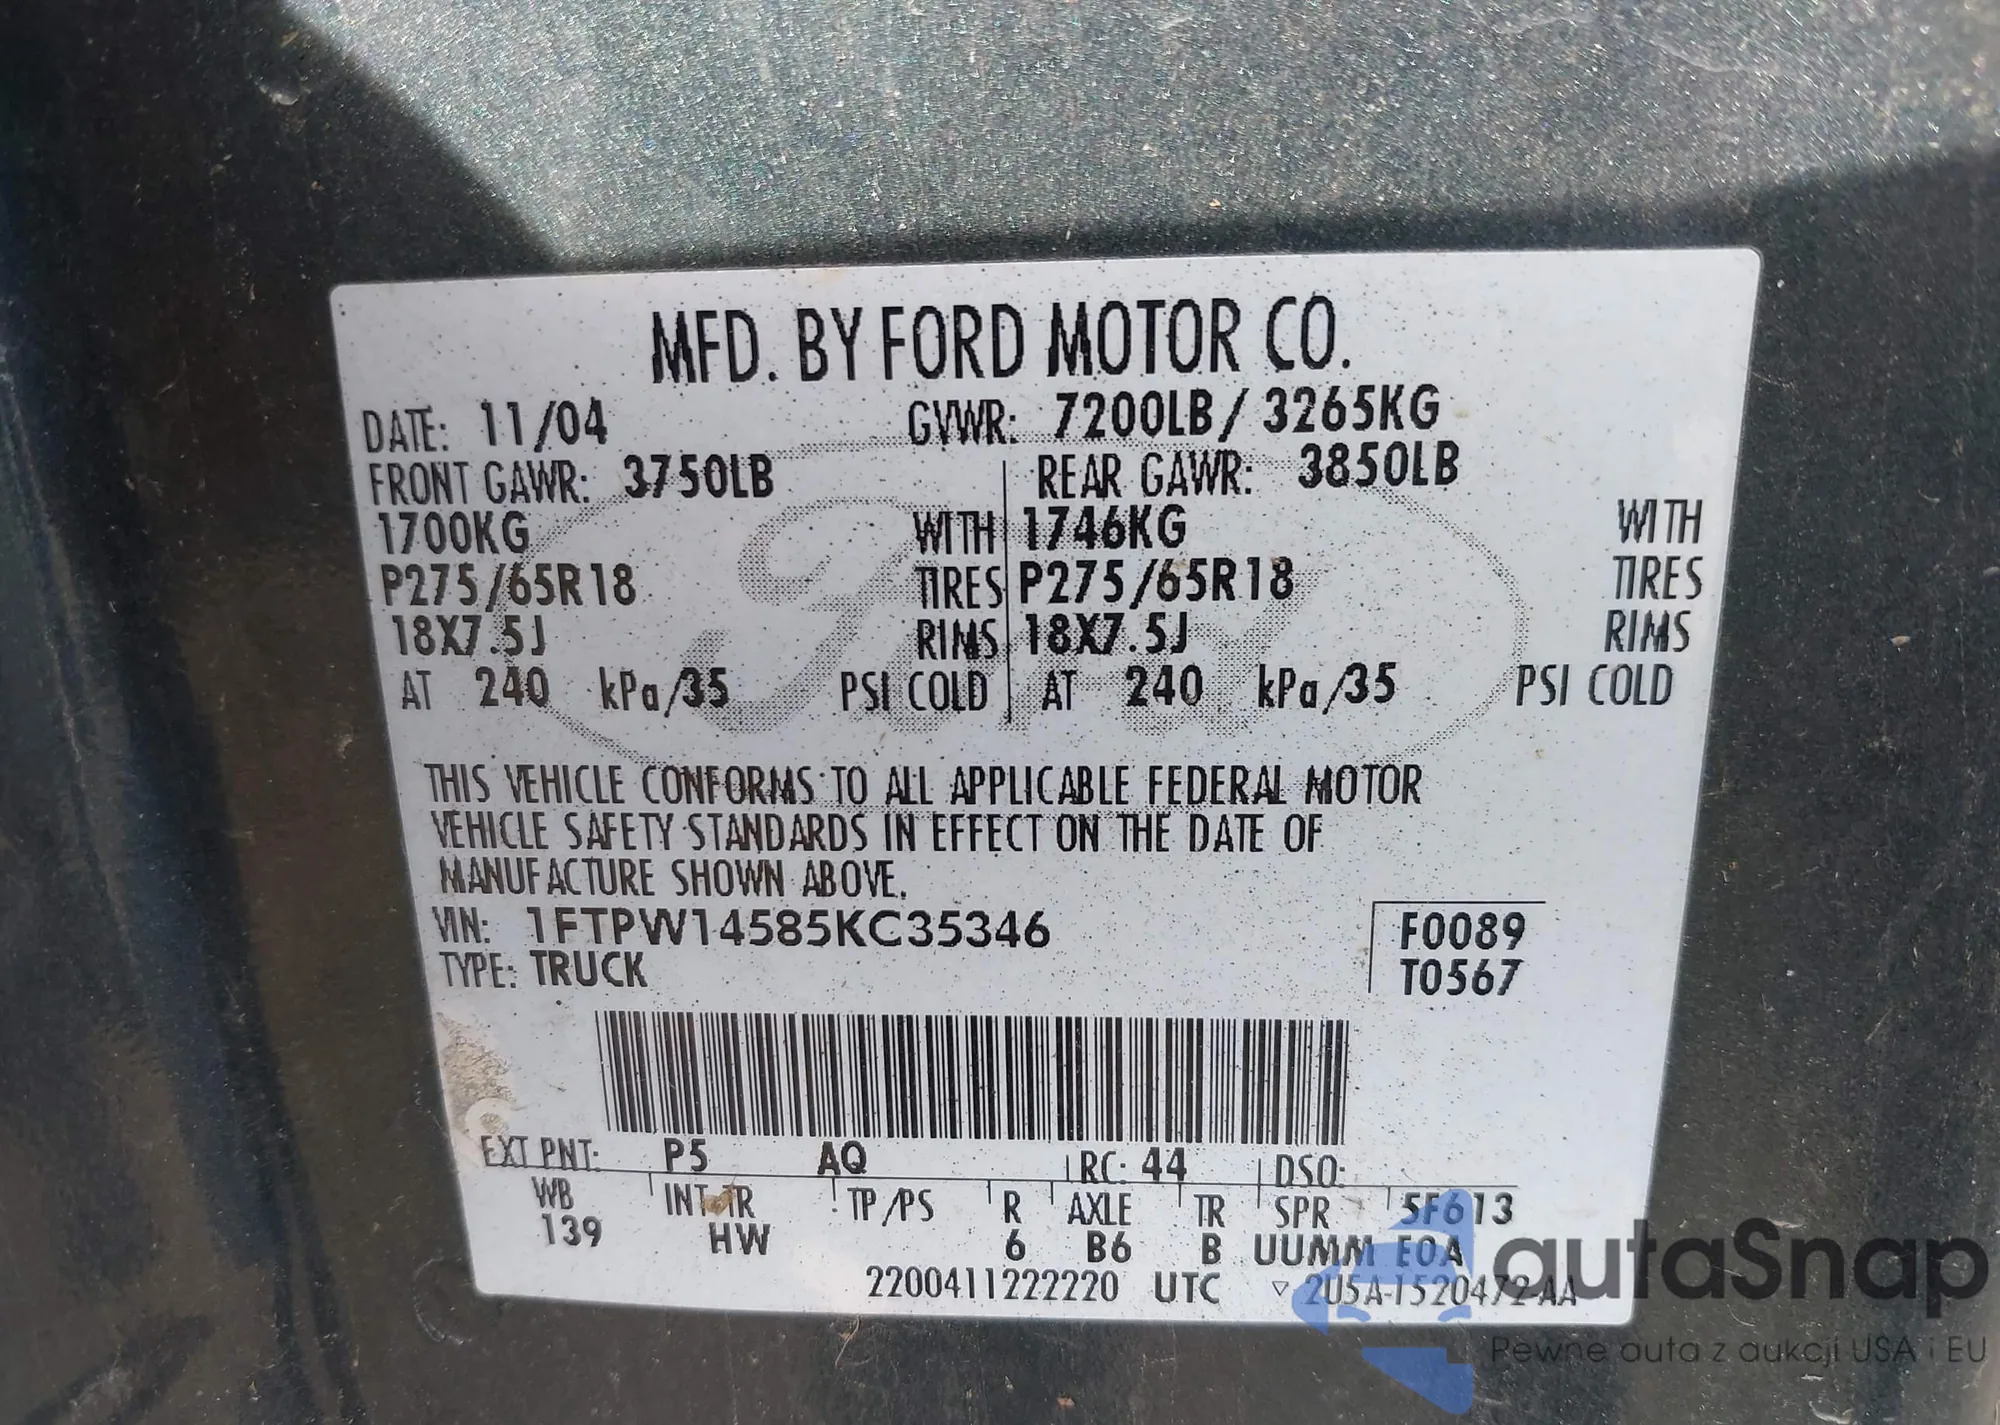 MFD. BY FORD MOTOR CO.
DATE: 11/04 GVWR: 7200LB / 3265KG
FRONT GAWR: 3750LB REAR GAWR: 3850LB
1700KG WITH 1746KG WITH
P275/65R18 TIRES P275/65R18 TIRES
18X7.5J RIMS 18X7.5J RIMS
AT 240 kPa/35 PSI COLD AT 240 kPa/35 PSI COLD
THIS VEHICLE CONFORMS TO ALL APPLICABLE FEDERAL MOTOR
VEHICLE SAFETY STANDARDS IN EFFECT ON THE DATE OF
MANUFACTURE SHOWN ABOVE.
VIN: 1FTPW14585KC35346 F0089
TYPE: TRUCK T0567
EXT PNT: P5 AQ RC: 44 DSO:
WB INT TR TP/PS R AXLE TR SPR 5F613
139 HW 6 B6 B UUMM E0A
2200411222220 UTC ▽ 2U5A-1520472-AA
autaSnap
Pewne auta z aukcji USA i EU